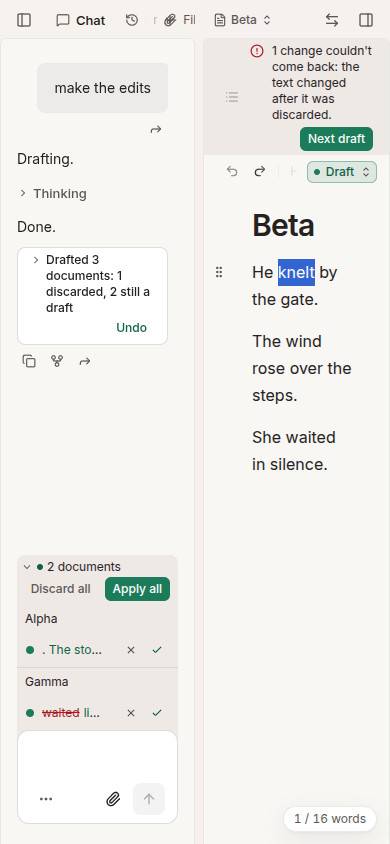 Chat
Fil
Beta
make the edits
Drafting.
Thinking
Done.
Drafted 3
documents: 1
discarded, 2 still a
draft
Undo
2 documents
Discard all
Apply all
Alpha
. The sto...
Gamma
waited li...
1 change couldn't
come back: the
text changed
after it was
discarded.
Next draft
Draft
Beta
He knelt by
the gate.
The wind
rose over the
steps.
She waited
in silence.
1 / 16 words